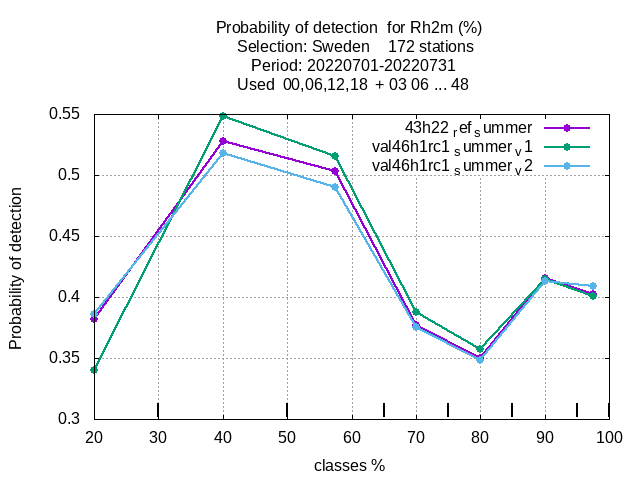 Probability of detection  for Rh2m (%)
Selection: Sweden    172 stations
Period: 20220701-20220731
Used  00,06,12,18  + 03 06 ... 48
43h22 ref summer
val46h1rc1 summer v1
val46h1rc1 summer v2
Probability of detection
0.55
0.5
0.45
0.4
0.35
0.3
20 30 40 50 60 70 80 90 100
classes %